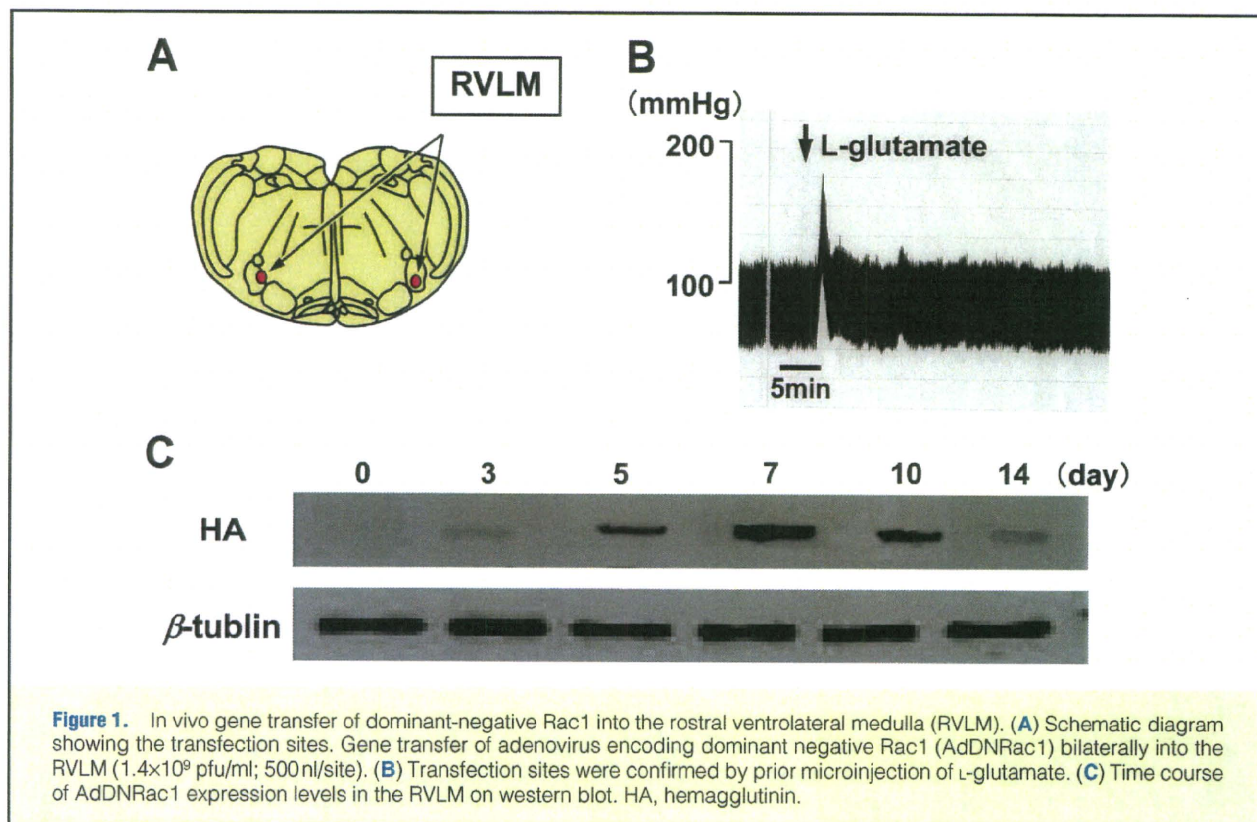 A
RVLM
B
(mmHg)
200
L-glutamate
100
5min
C
0 3 5 7 10 14 (day)
HA
β-tublin
Figure 1. In vivo gene transfer of dominant-negative Rac1 into the rostral ventrolateral medulla (RVLM). (A) Schematic diagram
showing the transfection sites. Gene transfer of adenovirus encoding dominant negative Rac1 (AdDNRac1) bilaterally into the
RVLM (1.4×10⁹ pfu/ml; 500 nl/site). (B) Transfection sites were confirmed by prior microinjection of L-glutamate. (C) Time course
of AdDNRac1 expression levels in the RVLM on western blot. HA, hemagglutinin.